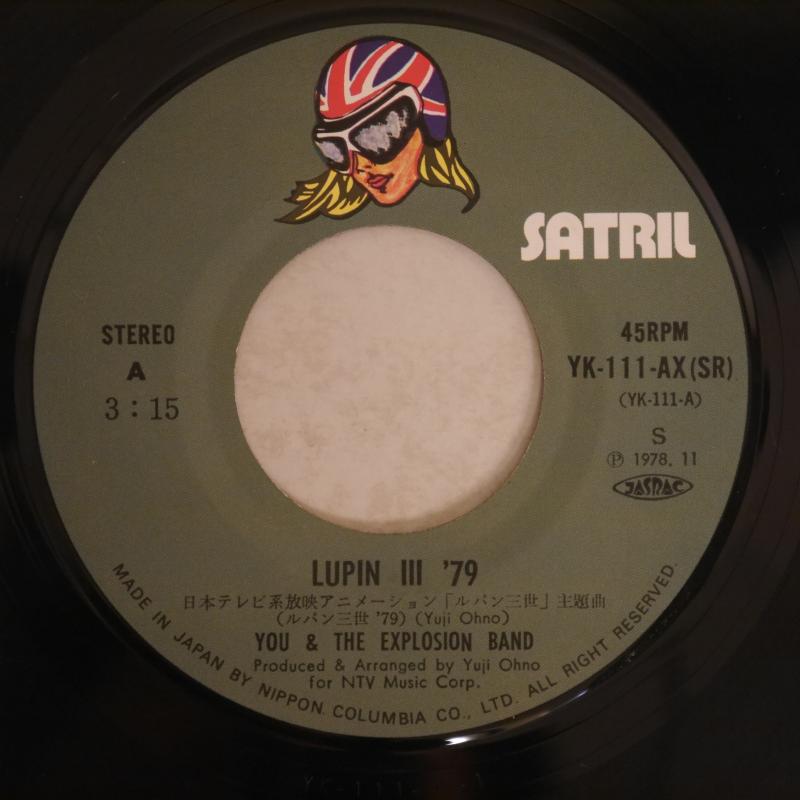 SATRIL
STEREO
A
3:15
45RPM
YK-111-AX(SR)
(YK-111-A)
S
Ⓟ 1978, 11
JASRAC
LUPIN III '79
日本テレビ系放映アニメーション「ルパン三世」主題曲
(ルパン三世 '79) (Yuji Ohno)
YOU & THE EXPLOSION BAND
Produced & Arranged by Yuji Ohno
for NTV Music Corp.
MADE IN JAPAN BY NIPPON COLUMBIA CO., LTD. ALL RIGHT RESERVED.